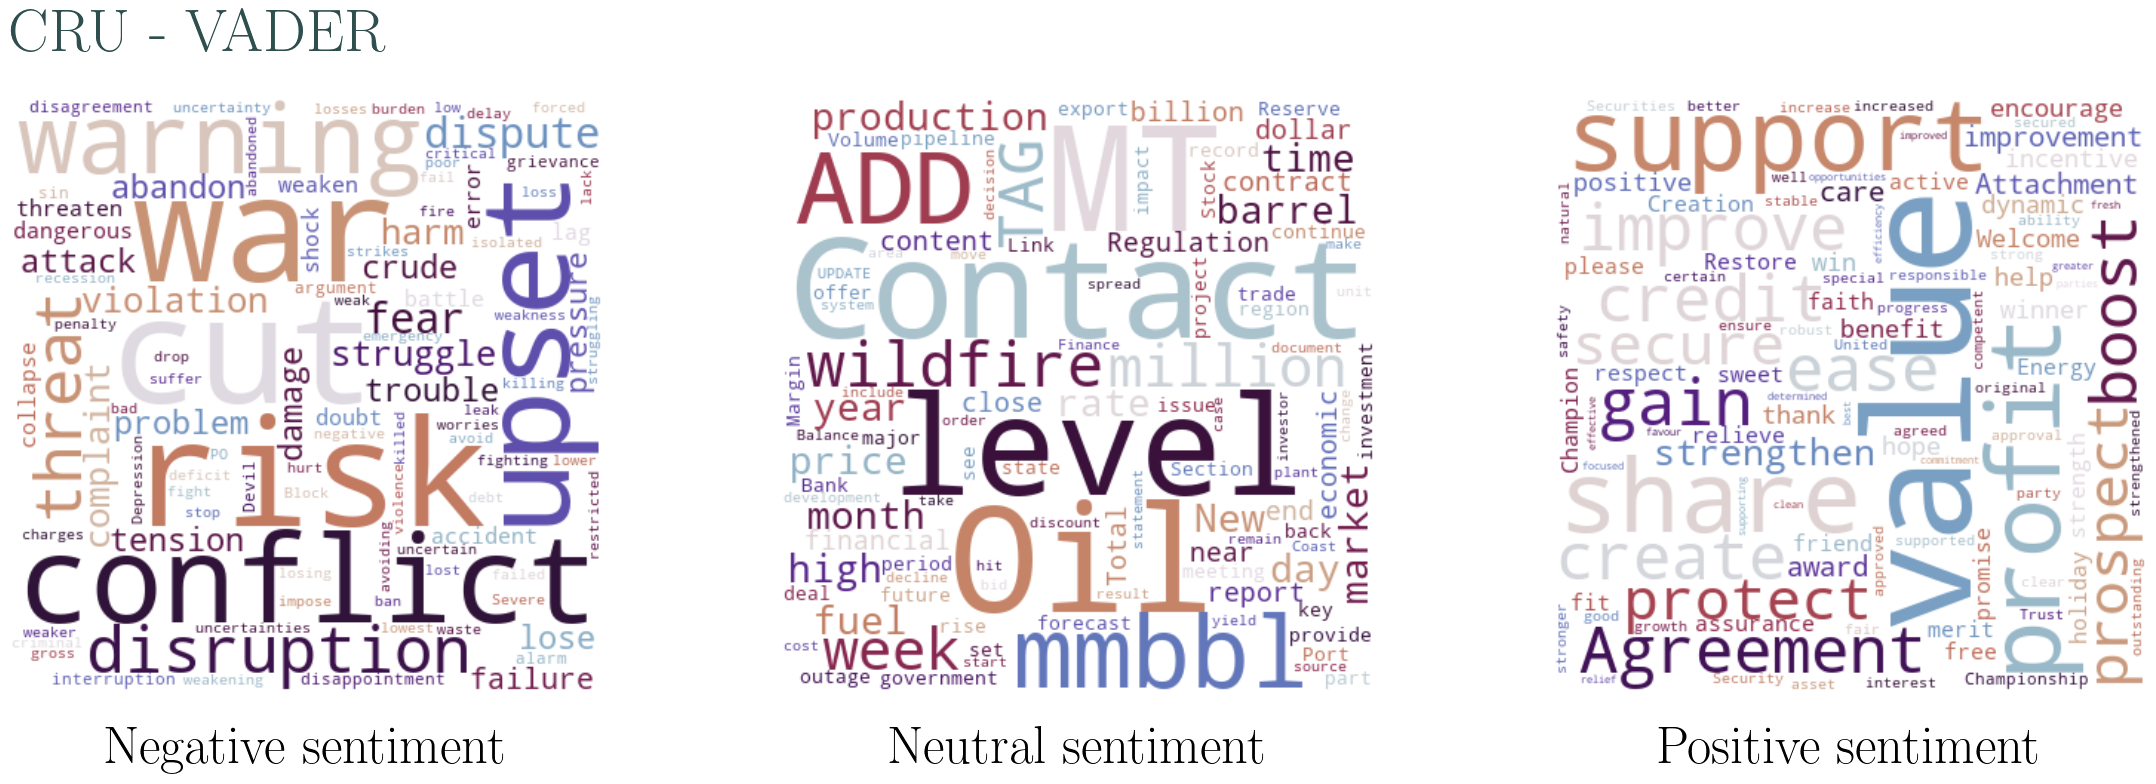 CRU - VADER
disagreement uncertainty losses burden low delay forced
warning abandoned dispute
critical poor grievance
abandon weaken fail error lack
sin war upset loss
threaten shock fire harm
dangerous isolated lag
attack strikes crude
recession argument pressure
threat violation weak battle
penalty cut fear weakness
emergency struggling
collapse drop damage struggle
suffer trouble killing
complaint bad problem doubt killed leak
negative worries avoid
Depression PO risk hurt fighting lower
deficit Devil violence
fight Block debt restricted
stop
charges tension avoiding accident
conflict uncertain
losing lost failed
impose ban Severe
weaker uncertainties lowest waste
criminal disruption lose
gross alarm
interruption weakening disappointment failure
Negative sentiment
production export billion Reserve
Volume pipeline MT dollar
ADD decision TAG impact record time
Stock contract
barrel
content Link Regulation continue
area move make
UPDATE Contact spread project trade
offer region unit
system
Margin wildfire Finance million document investment
include
year close rate issue case economic change
Balance major order investor
price level see state Section plant
Bank
development take market
month discount Total statement New end
financial Oil remain back
near Coast
high period hit meeting day
decline bid
deal future result report
key
fuel rise forecast yield
cost week set mmbbl provide
start Port
source
outage government part
Neutral sentiment
Securities better increase increased encourage
support improved secured improvement
incentive
natural positive well opportunities active Attachment
Creation stable care dynamic fresh
improve efficiency ability
Welcome boost
please Restore win strong
certain special responsible help greater
parties
safety credit faith progress
ensure robust benefit winner
secure United competent
respect sweet ease Energy
Champion gain determined original
effective thank best value profit
favour relieve agreed approval
focused strengthen hope strengthened
commitment
share supporting clean party strength prospect
create friend supported
award approved promise clear
fit protect Trust holiday
good growth assurance fair merit
stronger Agreement free outstanding
relief Security asset interest Championship
Positive sentiment